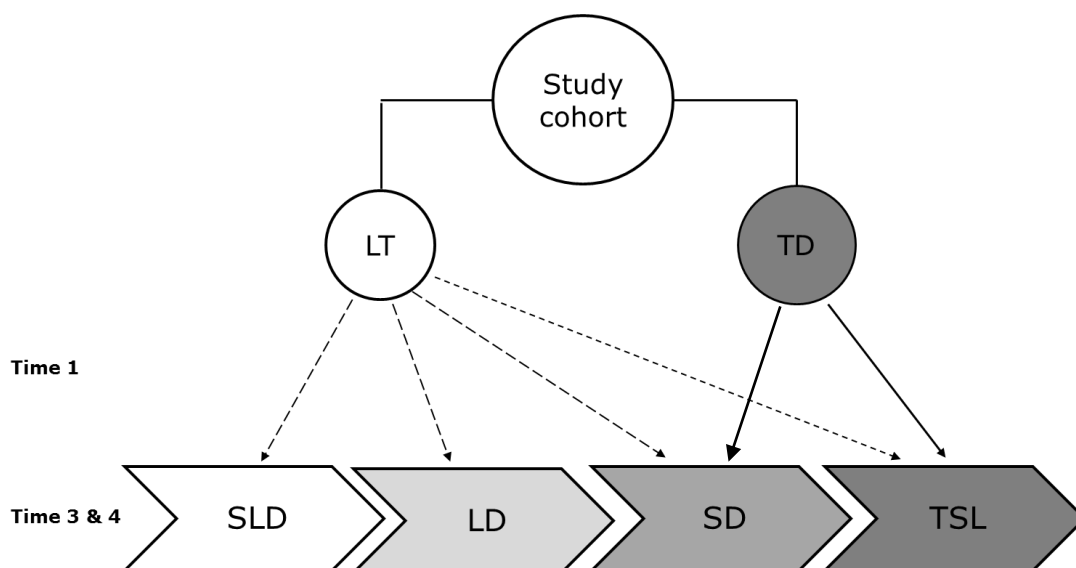 Study
cohort
LT
TD
Time 1
Time 3 & 4
SLD
LD
SD
TSL